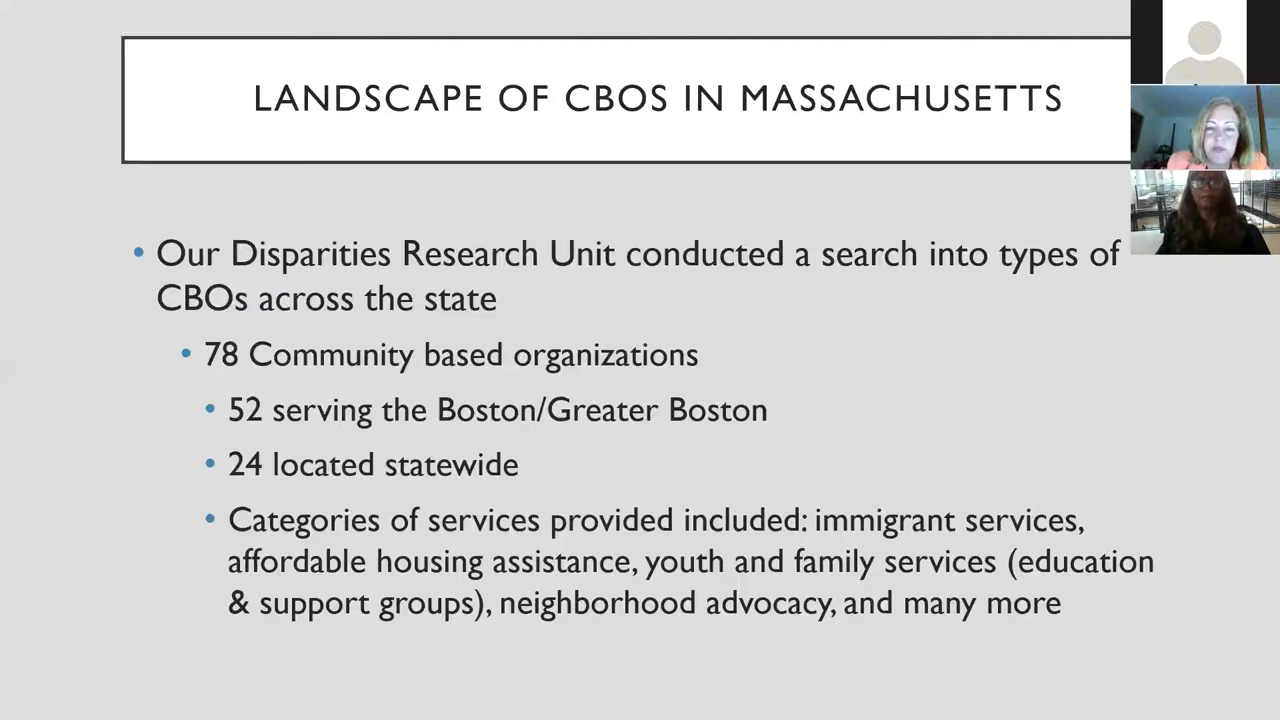 LANDSCAPE OF CBOS IN MASSACHUSETTS
• Our Disparities Research Unit conducted a search into types of
CBOs across the state
• 78 Community based organizations
• 52 serving the Boston/Greater Boston
• 24 located statewide
• Categories of services provided included: immigrant services,
affordable housing assistance, youth and family services (education
& support groups), neighborhood advocacy, and many more